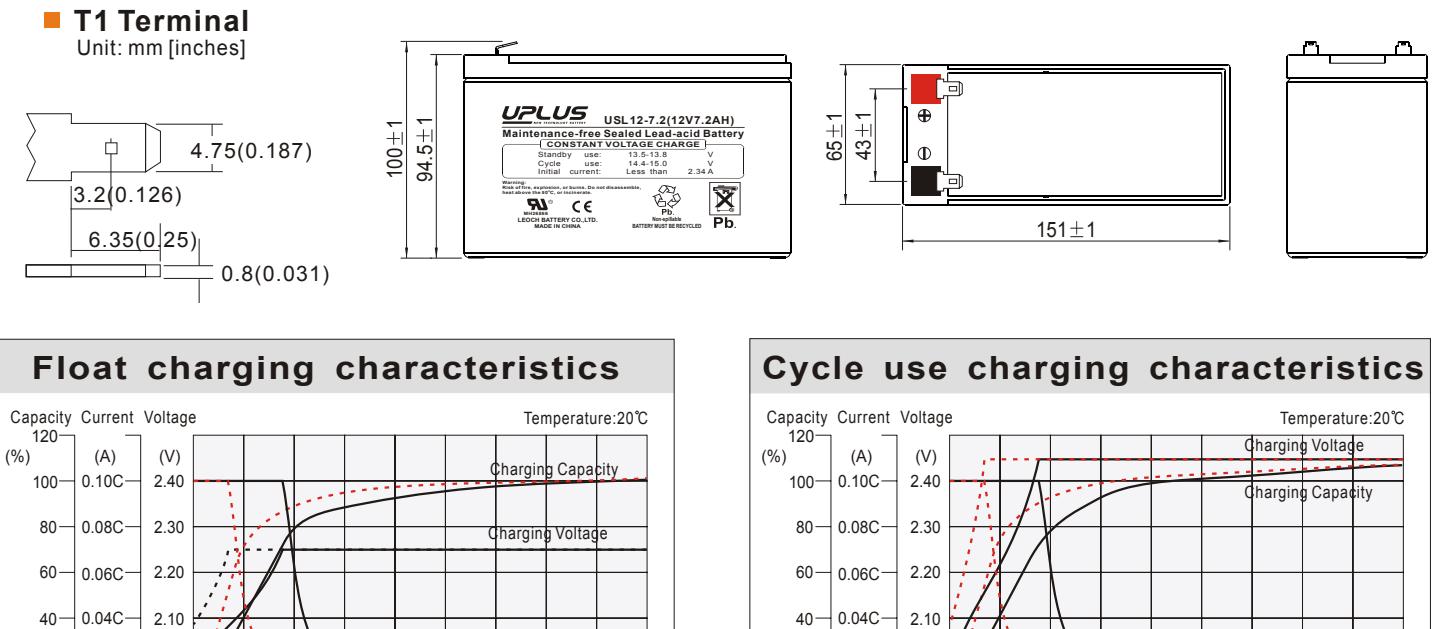 T1 Terminal
Unit: mm [inches]
4.75(0.187)
3.2(0.126)
6.35(0.25)
0.8(0.031)
100±1
94.5±1
UPLUS
NEW TECHNOLOGY BATTERY
USL12-7.2(12V7.2AH)
Maintenance-free Sealed Lead-acid Battery
CONSTANT VOLTAGE CHARGE
Standby use: 13.5-13.8 V
Cycle use: 14.4-15.0 V
Initial current: Less than 2.34 A
Warning:
Risk of fire, explosion, or burns. Do not disassemble,
heat above the 60°C, or incinerate.
CE
LEOCH BATTERY CO.,LTD.
MADE IN CHINA
Pb.
Non-spillable
BATTERY MUST BE RECYCLED
Pb.
65±1
43±1
151±1
Float charging characteristics
Capacity Current Voltage
Temperature:20℃
(%) (A) (V)
120
100 0.10C 2.40
80 0.08C 2.30
60 0.06C 2.20
40 0.04C 2.10
Charging Capacity
Charging Voltage
Cycle use charging characteristics
Capacity Current Voltage
Temperature:20℃
(%) (A) (V)
120
100 0.10C 2.40
80 0.08C 2.30
60 0.06C 2.20
40 0.04C 2.10
Charging Voltage
Charging Capacity